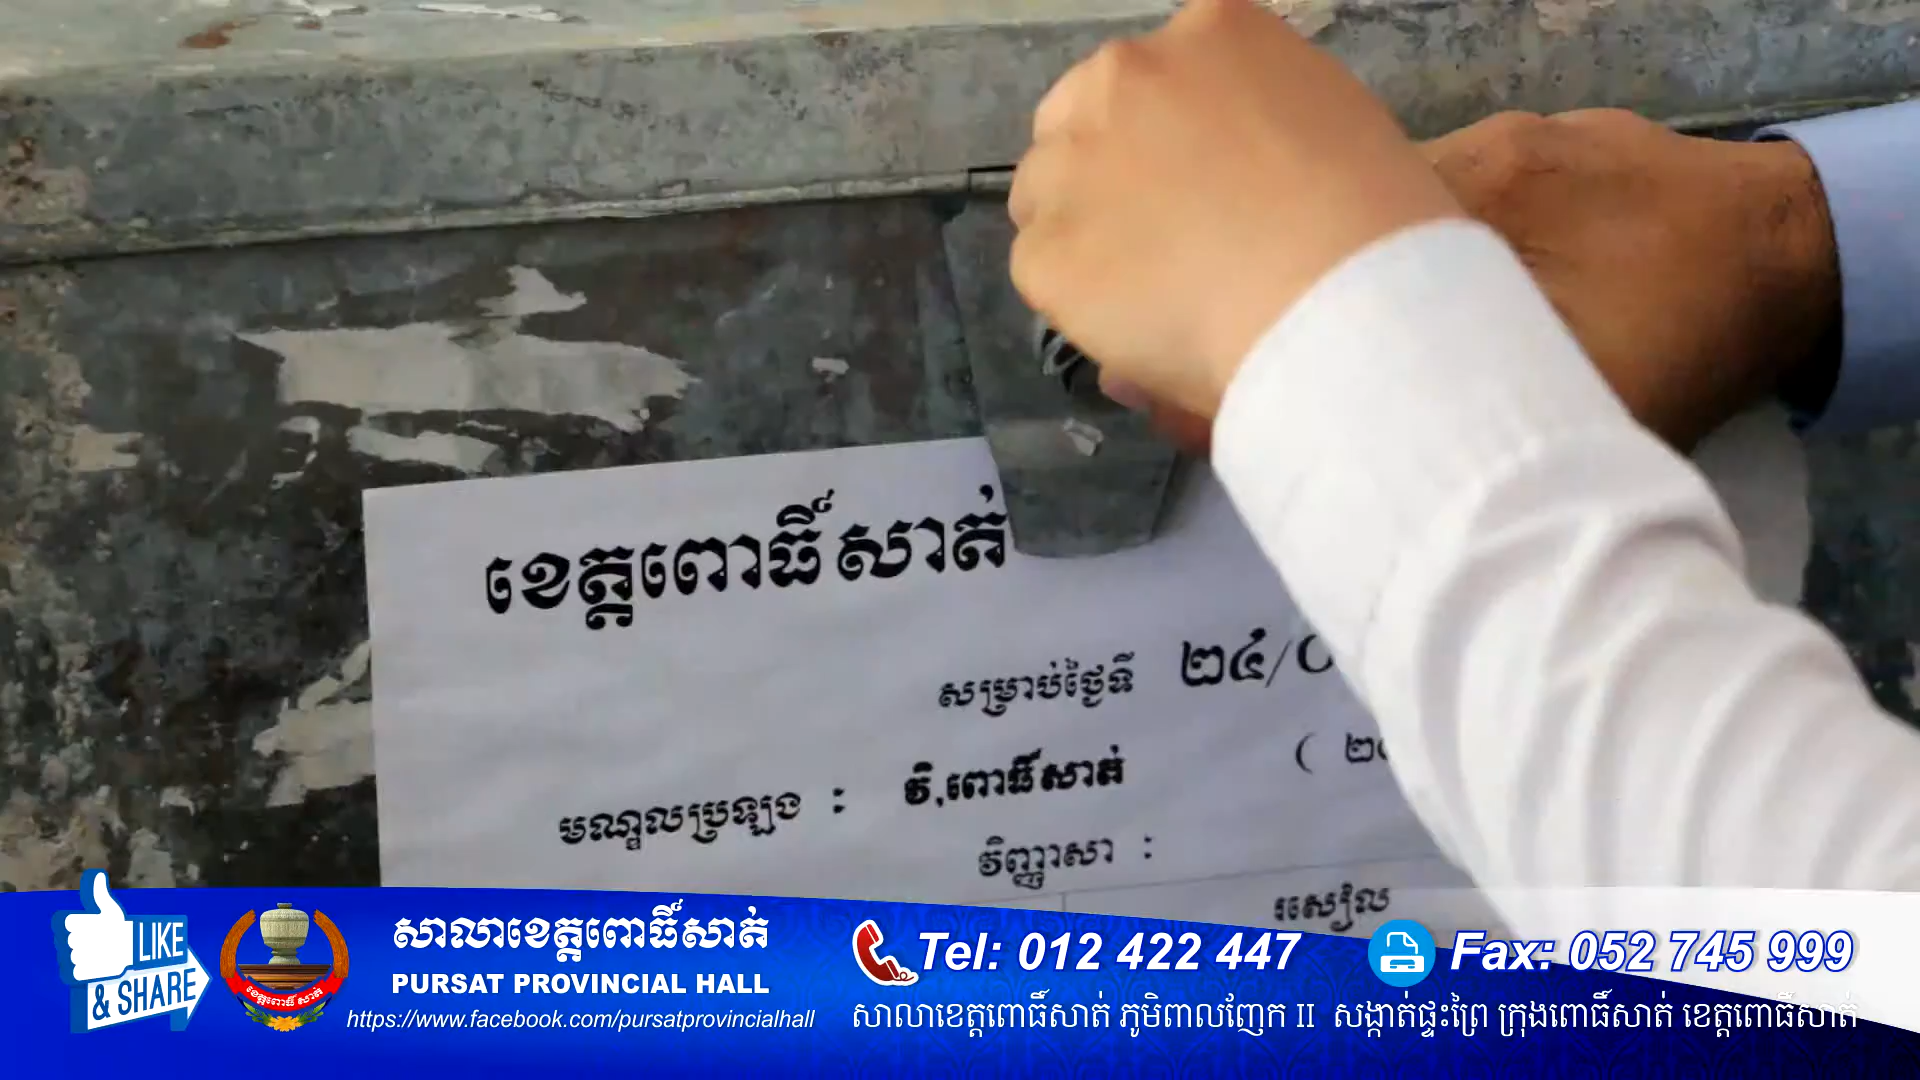 ខេត្តពោធិ៍សាត់
សម្រាប់ថ្ងៃទី ២៤/០
( ២
មណ្ឌលប្រឡង : វិ.ពោធិ៍សាត់
វិញ្ញាសា :
រសៀល
LIKE
& SHARE
ខេត្តពោធិ៍សាត់
សាលាខេត្តពោធិ៍សាត់
PURSAT PROVINCIAL HALL
https://www.facebook.com/pursatprovincialhall
Tel: 012 422 447
Fax: 052 745 999
សាលាខេត្តពោធិ៍សាត់ ភូមិពាលញែក II សង្កាត់ផ្ទះព្រៃ ក្រុងពោធិ៍សាត់ ខេត្តពោធិ៍សាត់